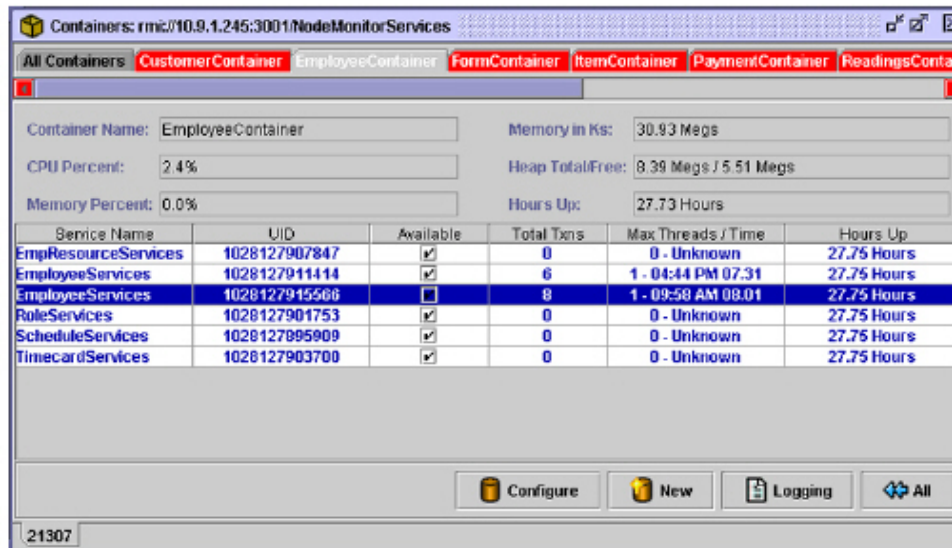 Containers: rmi://10.9.1.245:3001/NodeMonitorServices
All Containers CustomerContainer EmployeeContainer FormContainer ItemContainer PaymentContainer ReadingsConta
Container Name: EmployeeContainer Memory in Ks: 30.93 Megs
CPU Percent: 2.4% Heap Total/Free: 8.39 Megs / 5.51 Megs
Memory Percent: 0.0% Hours Up: 27.73 Hours
Service Name UID Available Total Txns Max Threads / Time Hours Up
EmpResourceServices 1028127907847 0 0 - Unknown 27.75 Hours
EmployeeServices 1028127911414 6 1 - 04:44 PM 07.31 27.75 Hours
EmployeeServices 1028127915566 8 1 - 09:58 AM 08.01 27.75 Hours
RoleServices 1028127901753 0 0 - Unknown 27.75 Hours
ScheduleServices 1028127895909 0 0 - Unknown 27.75 Hours
TimecardServices 1028127903700 0 0 - Unknown 27.75 Hours
Configure New Logging All
21307